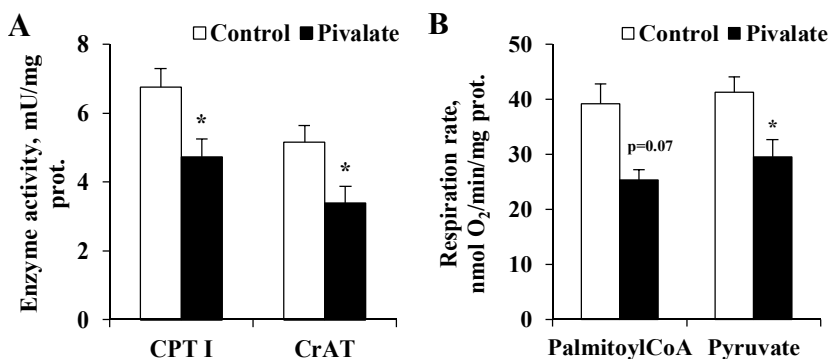 A
Control Pivalate
Enzyme activity, mU/mg
prot.
8
6
4
2
0
*
*
CPT I CrAT
B
Control Pivalate
Respiration rate,
nmol O₂/min/mg prot.
50
40
30
20
10
0
p=0.07
*
PalmitoylCoA Pyruvate